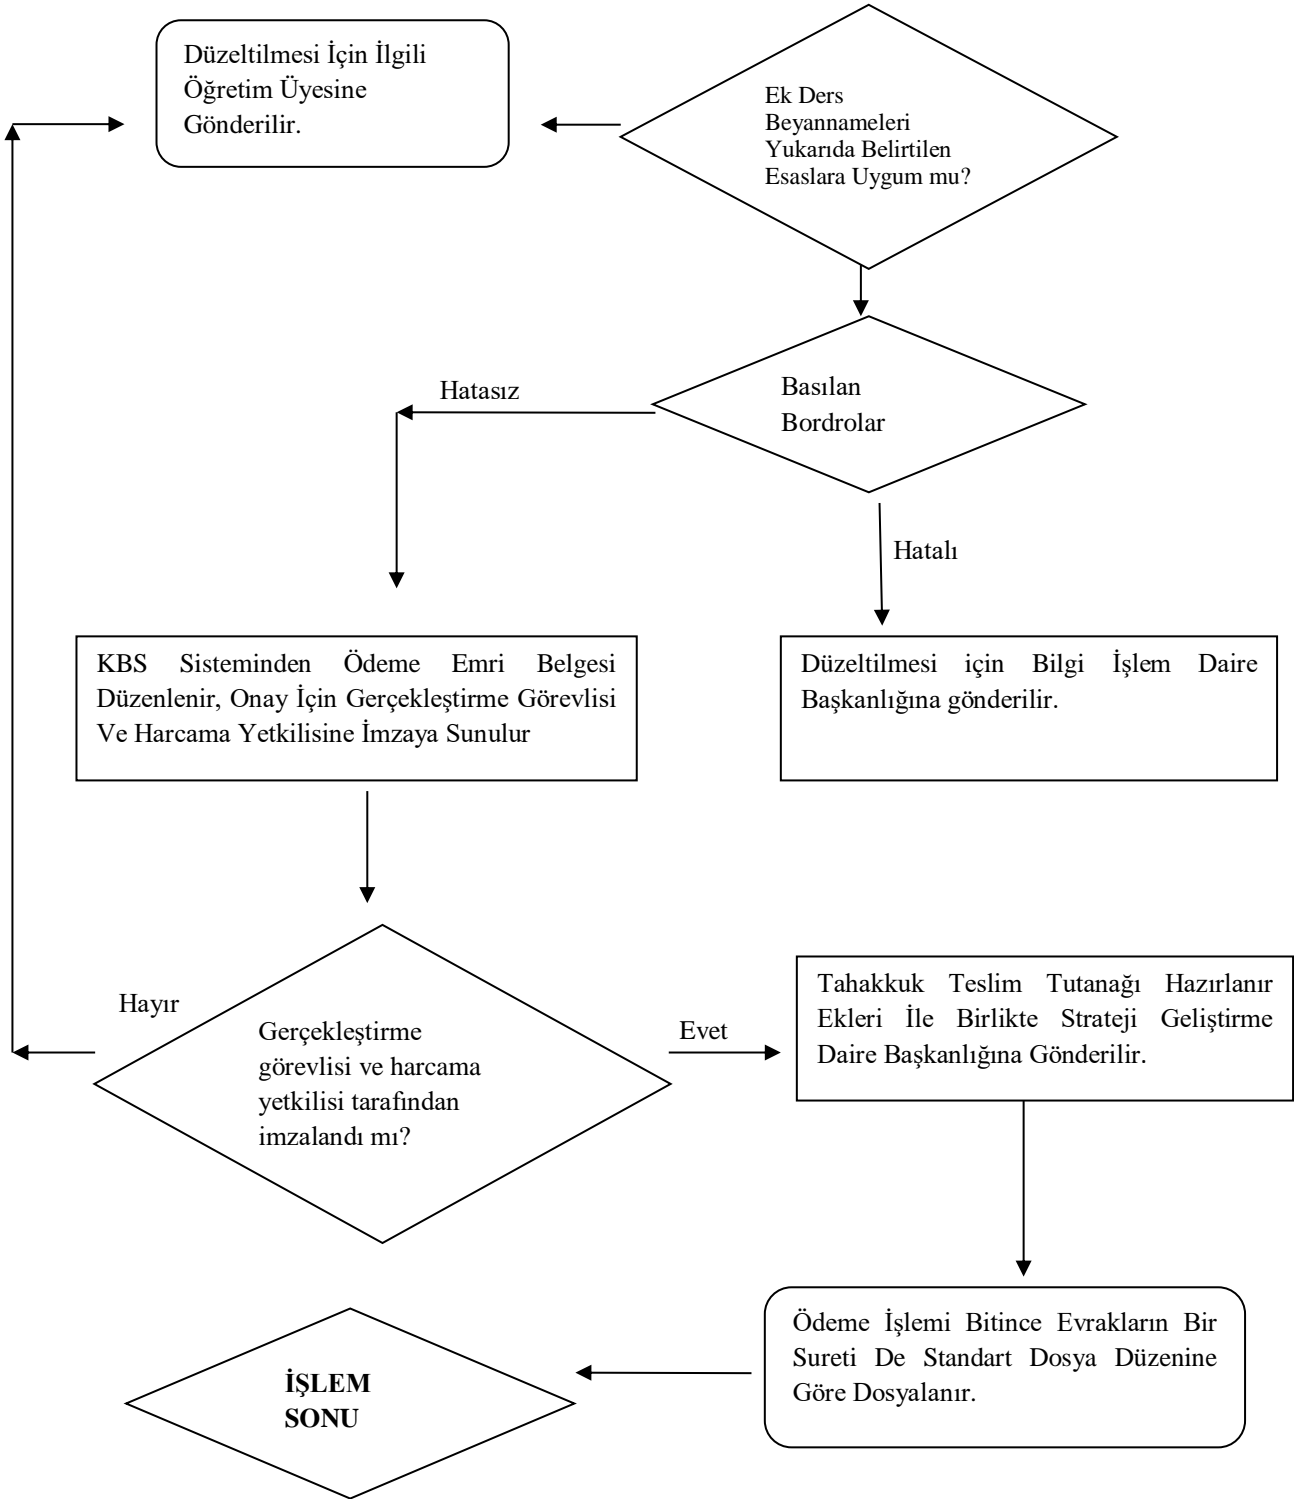 Düzeltilmesi İçin İlgili
Öğretim Üyesine
Gönderilir.
Ek Ders
Beyannameleri
Yukarıda Belirtilen
Esaslara Uygum mu?
Hatasız
Basılan
Bordrolar
Hatalı
KBS Sisteminden Ödeme Emri Belgesi
Düzenlenir, Onay İçin Gerçekleştirme Görevlisi
Ve Harcama Yetkilisine İmzaya Sunulur
Düzeltilmesi için Bilgi İşlem Daire
Başkanlığına gönderilir.
Hayır
Gerçekleştirme
görevlisi ve harcama
yetkilisi tarafından
imzalandı mı?
Evet
Tahakkuk Teslim Tutanağı Hazırlanır
Ekleri İle Birlikte Strateji Geliştirme
Daire Başkanlığına Gönderilir.
Ödeme İşlemi Bitince Evrakların Bir
Sureti De Standart Dosya Düzenine
Göre Dosyalanır.
İŞLEM
SONU